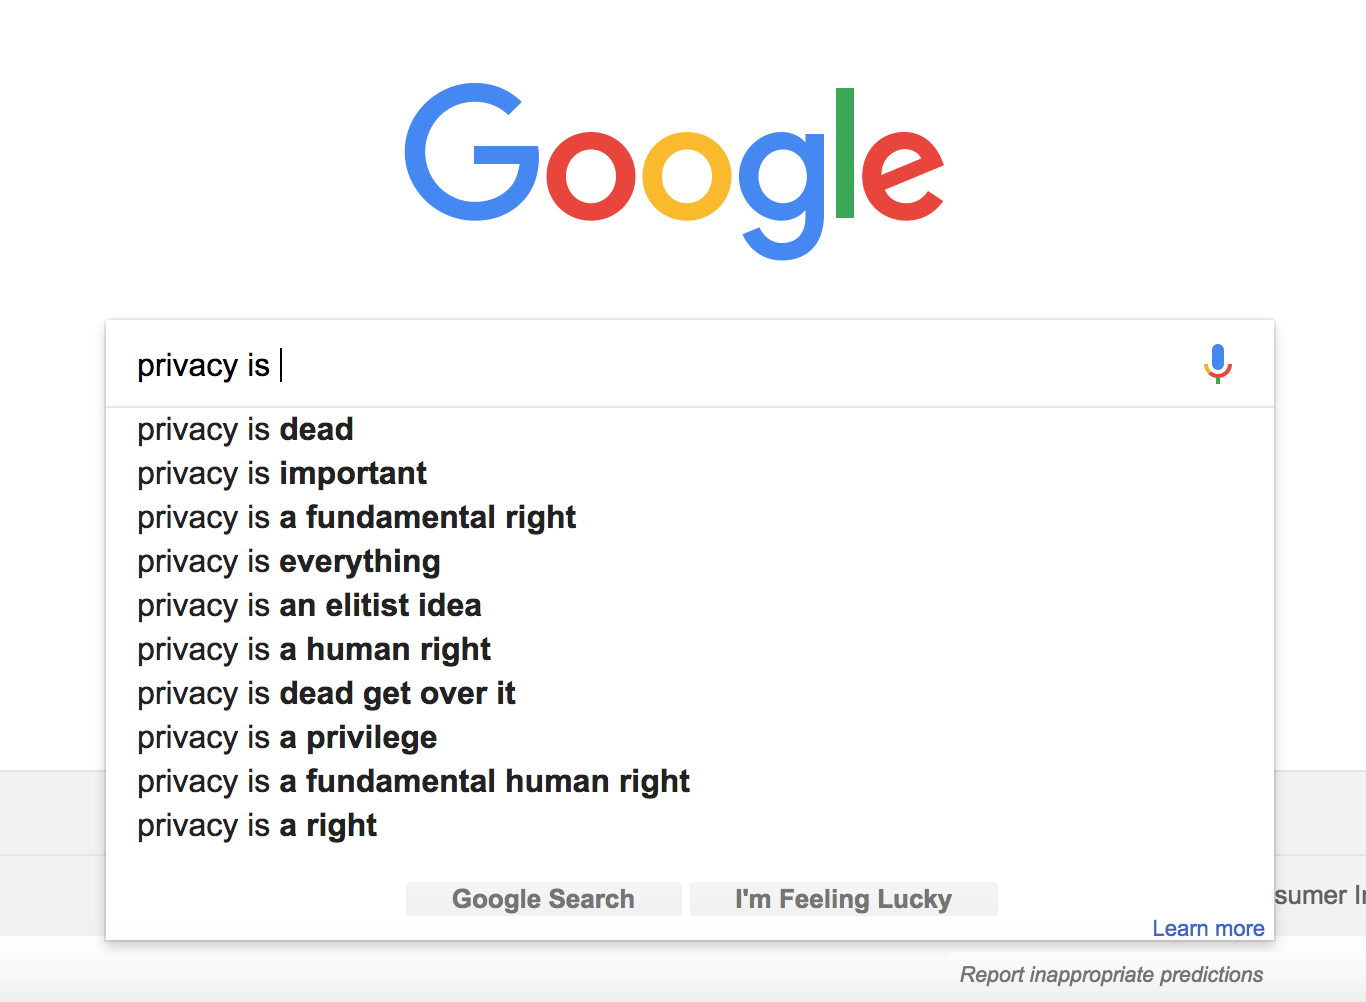 Google
privacy is
privacy is dead
privacy is important
privacy is a fundamental right
privacy is everything
privacy is an elitist idea
privacy is a human right
privacy is dead get over it
privacy is a privilege
privacy is a fundamental human right
privacy is a right
Google Search I'm Feeling Lucky
Learn more
Report inappropriate predictions